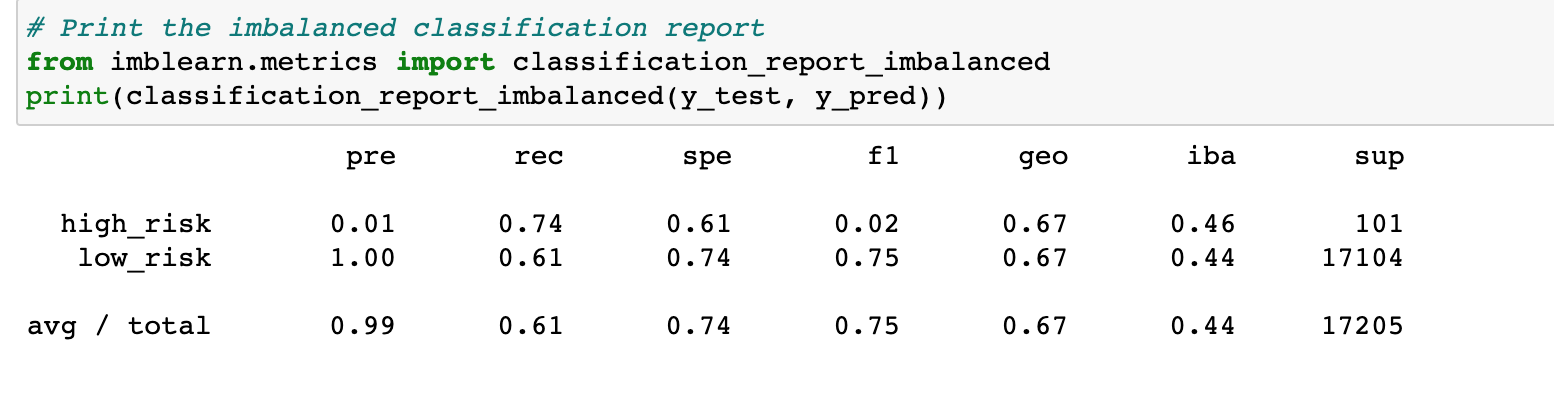 # Print the imbalanced classification report
from imblearn.metrics import classification_report_imbalanced
print(classification_report_imbalanced(y_test, y_pred))
pre rec spe f1 geo iba sup
high_risk 0.01 0.74 0.61 0.02 0.67 0.46 101
low_risk 1.00 0.61 0.74 0.75 0.67 0.44 17104
avg / total 0.99 0.61 0.74 0.75 0.67 0.44 17205